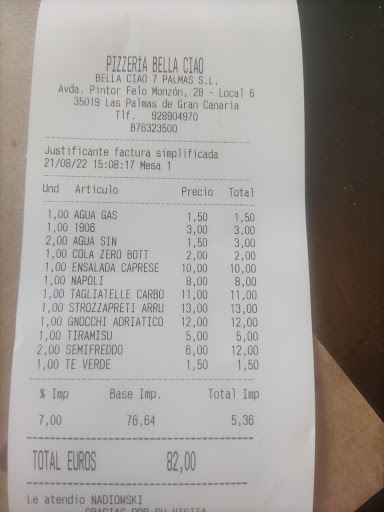 PIZZERÍA BELLA CIAO
BELLA CIAO 7 PALMAS S.L.
Avda. Pintor Felo Monzón, 2B - Local 6
35019 Las Palmas de Gran Canaria
Tlf. 928904970
B76323500
Justificante factura simplificada
21/08/22 15:08:17 Mesa 1
Und Artículo Precio Total
1,00 AGUA GAS 1,50 1,50
1,00 1906 3,00 3,00
2,00 AGUA SIN 1,50 3,00
1,00 COLA ZERO BOTT 2,00 2,00
1,00 ENSALADA CAPRESE 10,00 10,00
1,00 NAPOLI 8,00 8,00
1,00 TAGLIATELLE CARBO 11,00 11,00
1,00 STROZZAPRETI ARRU 13,00 13,00
1,00 GNOCCHI ADRIATICO 12,00 12,00
1,00 TIRAMISU 5,00 5,00
2,00 SEMIFREDDO 6,00 12,00
1,00 TE VERDE 1,50 1,50
% Imp Base Imp. Total Imp
7,00 76,64 5,36
TOTAL EUROS 82,00
Le atendio NADIOWSKI
GRACIAS POR SU VISITA